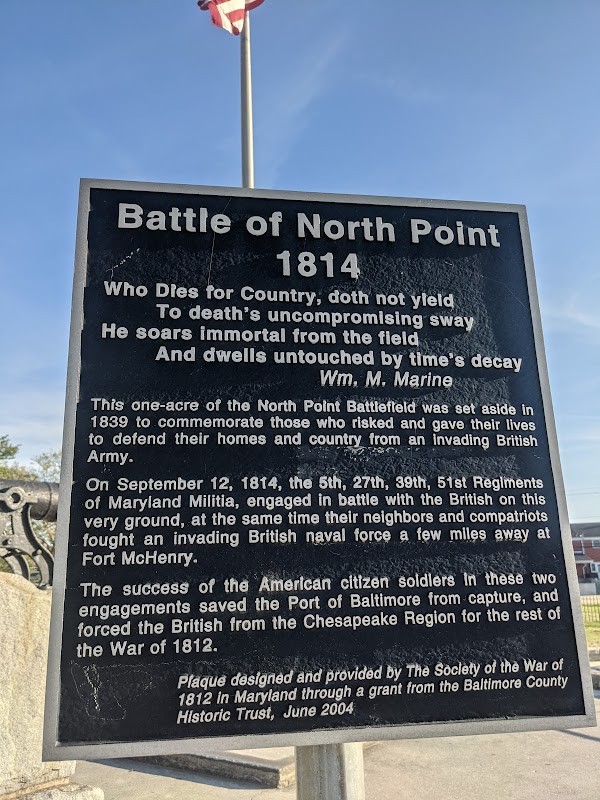 Battle of North Point
1814
Who Dies for Country, doth not yield
To death's uncompromising sway
He soars immortal from the field
And dwells untouched by time's decay
Wm. M. Marine
This one-acre of the North Point Battlefield was set aside in
1839 to commemorate those who risked and gave their lives
to defend their homes and country from an invading British
Army.
On September 12, 1814, the 5th, 27th, 39th, 51st Regiments
of Maryland Militia, engaged in battle with the British on this
very ground, at the same time their neighbors and compatriots
fought an invading British naval force a few miles away at
Fort McHenry.
The success of the American citizen soldiers in these two
engagements saved the Port of Baltimore from capture, and
forced the British from the Chesapeake Region for the rest of
the War of 1812.
Plaque designed and provided by The Society of the War of
1812 in Maryland through a grant from the Baltimore County
Historic Trust, June 2004